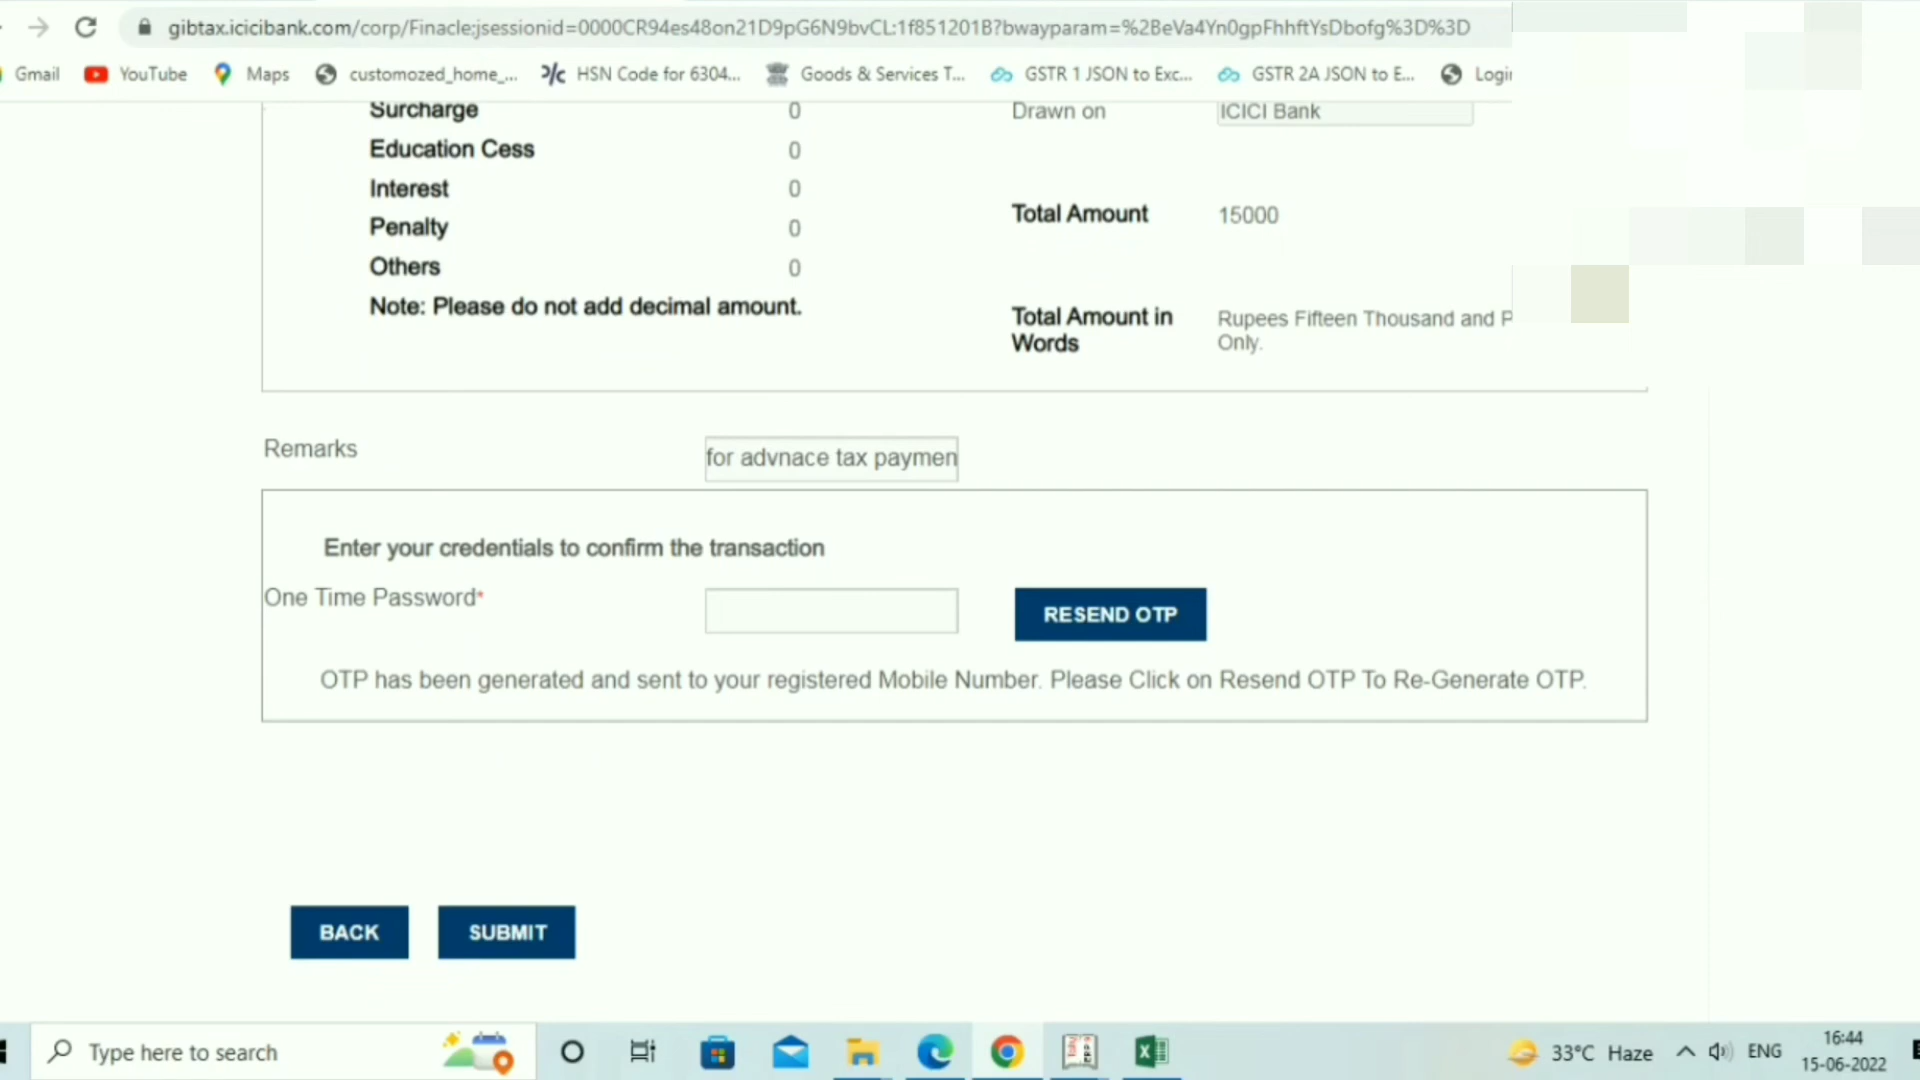 gibtax.icicibank.com/corp/Finacle;jsessionid=0000CR94es48on21D9pG6N9bvCL:1f851201B?bwayparam=%2BeVa4Yn0gpFhhftYsDbofg%3D%3D
Gmail YouTube Maps customozed_home_... HSN Code for 6304... Goods & Services T... GSTR 1 JSON to Exc... GSTR 2A JSON to E... Login
Surcharge 0 Drawn on ICICI Bank
Education Cess 0
Interest 0
Total Amount 15000
Penalty 0
Others 0
Note: Please do not add decimal amount.
Total Amount in Words
Rupees Fifteen Thousand and P
Only.
Remarks for advnace tax paymen
Enter your credentials to confirm the transaction
One Time Password* RESEND OTP
OTP has been generated and sent to your registered Mobile Number. Please Click on Resend OTP To Re-Generate OTP.
BACK SUBMIT
Type here to search 33°C Haze ENG 16:44
15-06-2022